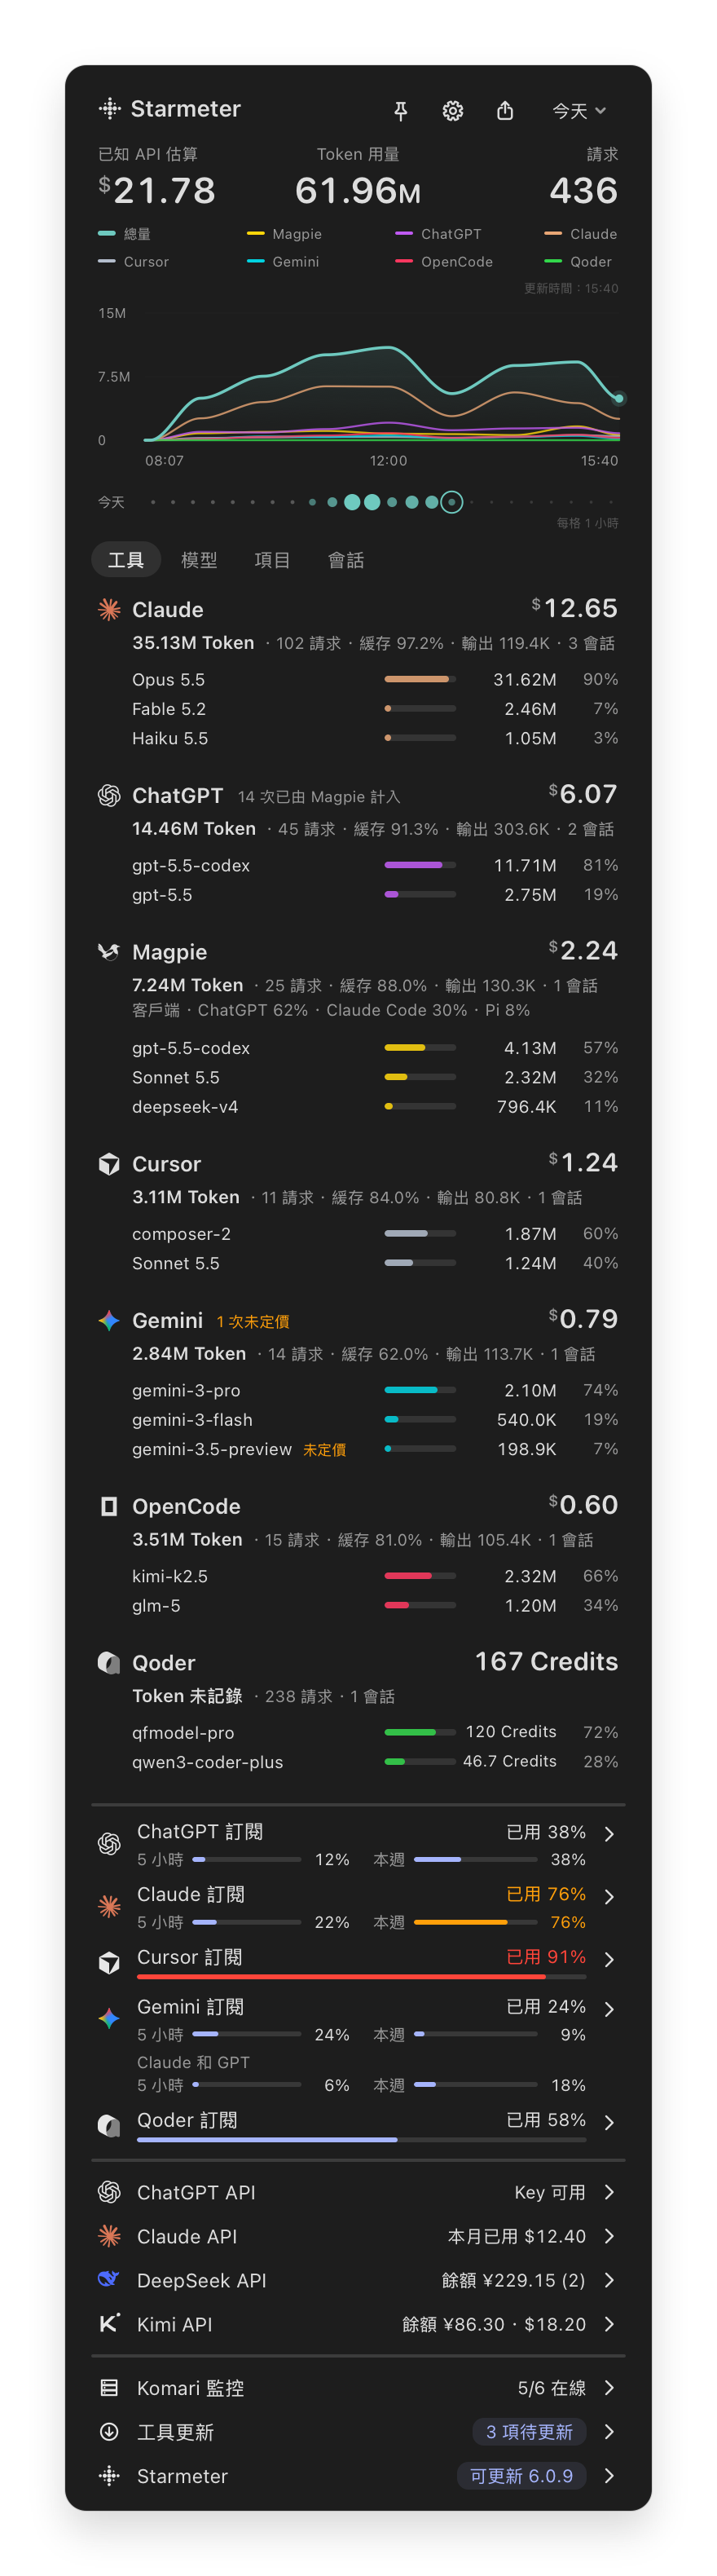 Starmeter 今天
已知 API 估算 Token 用量 請求
$21.78 61.96M 436
總量 Magpie ChatGPT Claude
Cursor Gemini OpenCode Qoder
更新時間：15:40
15M
7.5M
0
08:07 12:00 15:40
今天
每格 1 小時
工具 模型 項目 會話
Claude $12.65
35.13M Token · 102 請求 · 緩存 97.2% · 輸出 119.4K · 3 會話
Opus 5.5 31.62M 90%
Fable 5.2 2.46M 7%
Haiku 5.5 1.05M 3%
ChatGPT 14 次已由 Magpie 計入 $6.07
14.46M Token · 45 請求 · 緩存 91.3% · 輸出 303.6K · 2 會話
gpt-5.5-codex 11.71M 81%
gpt-5.5 2.75M 19%
Magpie $2.24
7.24M Token · 25 請求 · 緩存 88.0% · 輸出 130.3K · 1 會話
客戶端 · ChatGPT 62% · Claude Code 30% · Pi 8%
gpt-5.5-codex 4.13M 57%
Sonnet 5.5 2.32M 32%
deepseek-v4 796.4K 11%
Cursor $1.24
3.11M Token · 11 請求 · 緩存 84.0% · 輸出 80.8K · 1 會話
composer-2 1.87M 60%
Sonnet 5.5 1.24M 40%
Gemini 1 次未定價 $0.79
2.84M Token · 14 請求 · 緩存 62.0% · 輸出 113.7K · 1 會話
gemini-3-pro 2.10M 74%
gemini-3-flash 540.0K 19%
gemini-3.5-preview 未定價 198.9K 7%
OpenCode $0.60
3.51M Token · 15 請求 · 緩存 81.0% · 輸出 105.4K · 1 會話
kimi-k2.5 2.32M 66%
glm-5 1.20M 34%
Qoder 167 Credits
Token 未記錄 · 238 請求 · 1 會話
qfmodel-pro 120 Credits 72%
qwen3-coder-plus 46.7 Credits 28%
ChatGPT 訂閱 已用 38%
5 小時 12% 本週 38%
Claude 訂閱 已用 76%
5 小時 22% 本週 76%
Cursor 訂閱 已用 91%
Gemini 訂閱 已用 24%
5 小時 24% 本週 9%
Claude 和 GPT
5 小時 6% 本週 18%
Qoder 訂閱 已用 58%
ChatGPT API Key 可用
Claude API 本月已用 $12.40
DeepSeek API 餘額 ¥229.15 (2)
Kimi API 餘額 ¥86.30 · $18.20
Komari 監控 5/6 在線
工具更新 3 項待更新
Starmeter 可更新 6.0.9